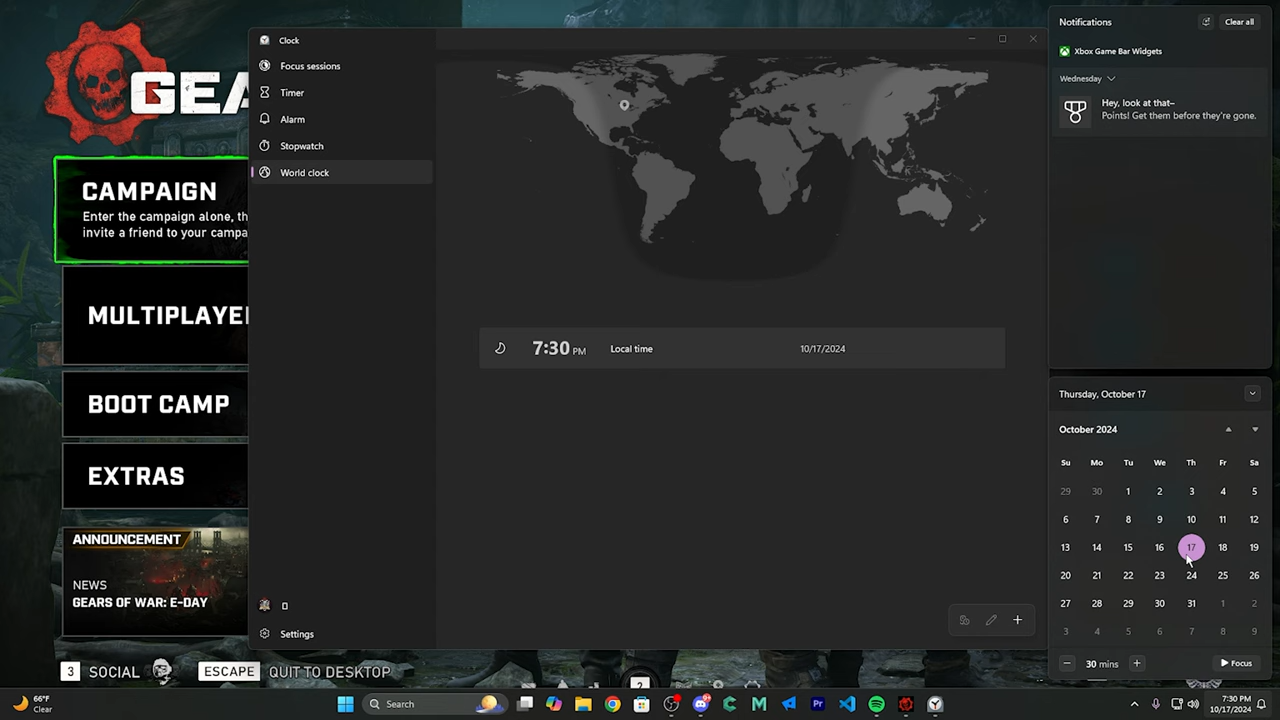 GEA
CAMPAIGN
Enter the campaign alone, th
invite a friend to your campa
MULTIPLAYE
BOOT CAMP
EXTRAS
ANNOUNCEMENT
NEWS
GEARS OF WAR: E-DAY
3 SOCIAL ESCAPE QUIT TO DESKTOP
Clock
Focus sessions
Timer
Alarm
Stopwatch
World clock
Settings
7:30 PM Local time 10/17/2024
Notifications Clear all
Xbox Game Bar Widgets
Wednesday
Hey, look at that–
Points! Get them before they're gone.
Thursday, October 17
October 2024
Su Mo Tu We Th Fr Sa
29 30 1 2 3 4 5
6 7 8 9 10 11 12
13 14 15 16 17 18 19
20 21 22 23 24 25 26
27 28 29 30 31 1 2
3 4 5 6 7 8 9
30 mins Focus
66°F
Clear
Search
Pr
7:30 PM
10/17/2024